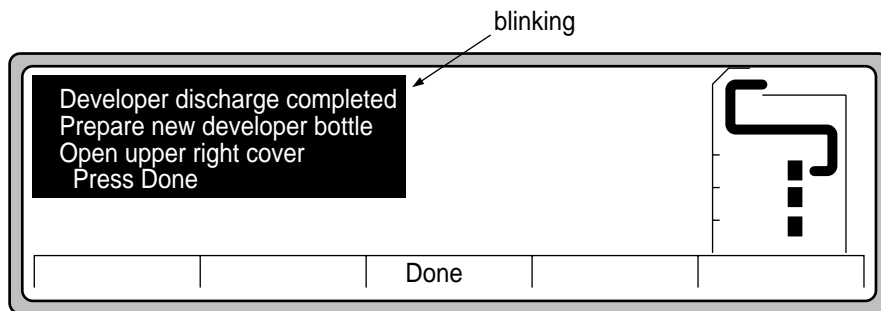 blinking
Developer discharge completed
Prepare new developer bottle
Open upper right cover
Press Done
Done